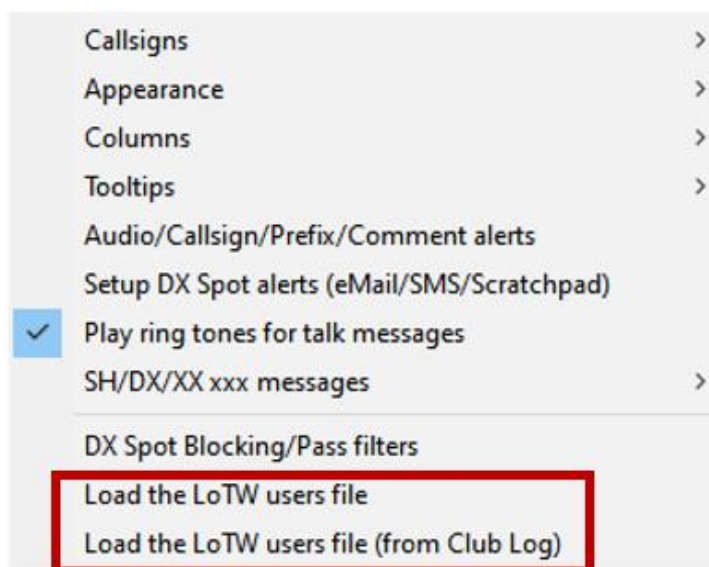 Callsigns
Appearance
Columns
Tooltips
Audio/Callsign/Prefix/Comment alerts
Setup DX Spot alerts (eMail/SMS/Scratchpad)
Play ring tones for talk messages
SH/DX/XX xxx messages
DX Spot Blocking/Pass filters
Load the LoTW users file
Load the LoTW users file (from Club Log)